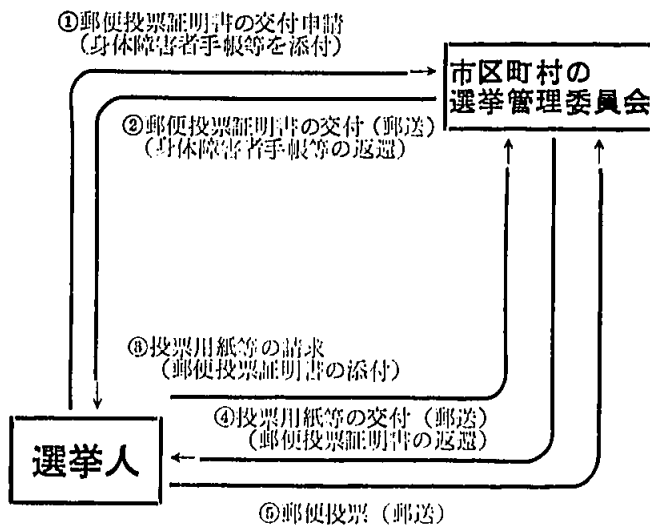 ①郵便投票証明書の交付申請
（身体障害者手帳等を添付）
市区町村の
選挙管理委員会
②郵便投票証明書の交付（郵送）
（身体障害者手帳等の返還）
③投票用紙等の請求
（郵便投票証明書の添付）
④投票用紙等の交付（郵送）
（郵便投票証明書の返還）
選挙人
⑤郵便投票（郵送）